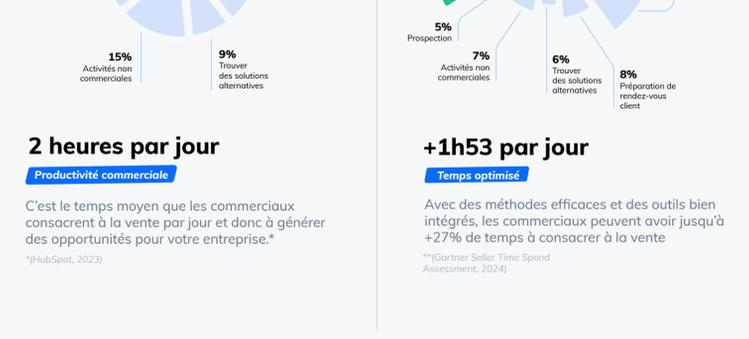 15%
Activités non
commerciales
9%
Trouver
des solutions
alternatives
2 heures par jour
Productivité commerciale
C'est le temps moyen que les commerciaux
consacrent à la vente par jour et donc à générer
des opportunités pour votre entreprise.*
*(HubSpot, 2023)
5%
Prospection
7%
Activités non
commerciales
6%
Trouver
des solutions
alternatives
8%
Préparation de
rendez-vous
client
+1h53 par jour
Temps optimisé
Avec des méthodes efficaces et des outils bien
intégrés, les commerciaux peuvent avoir jusqu'à
+27% de temps à consacrer à la vente
**(Gartner Seller Time Spend
Assessment, 2024)